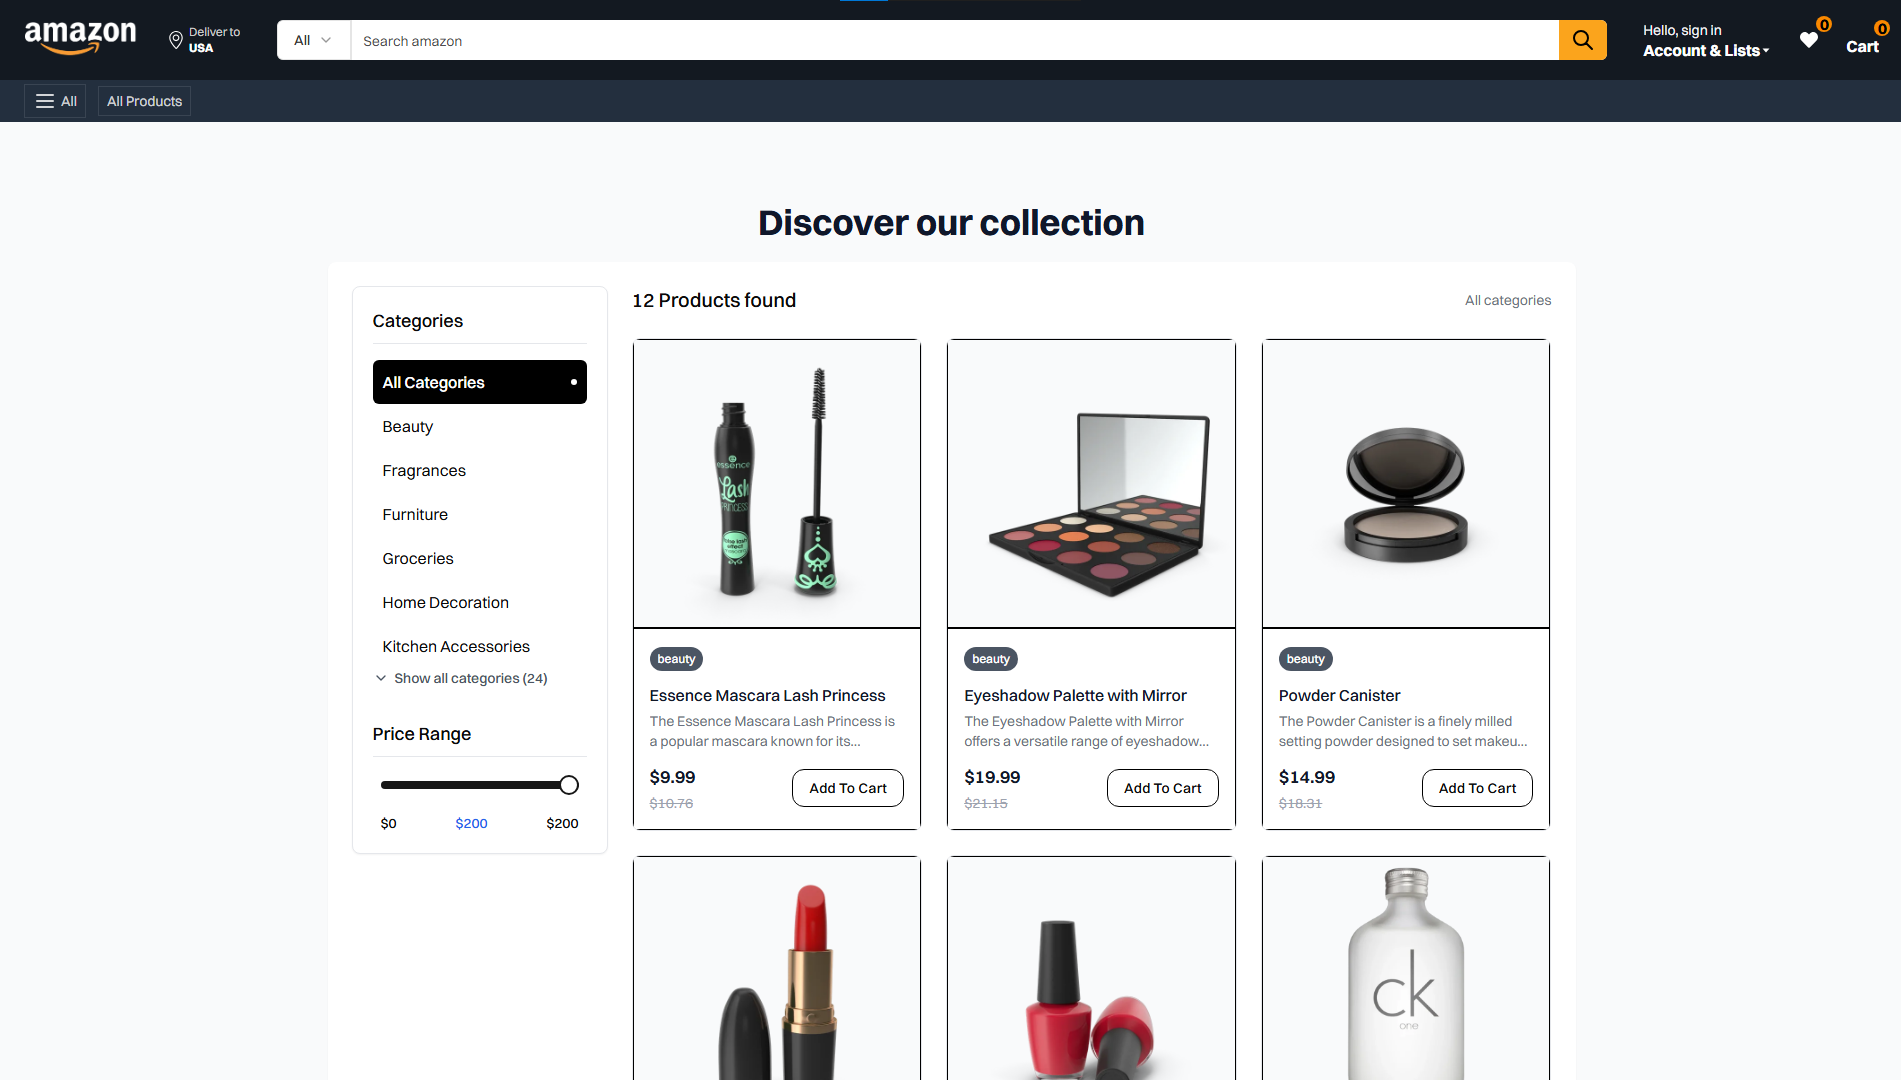 amazon
Deliver to
USA
All
Search amazon
Hello, sign in
Account & Lists
0
0
Cart
All
All Products
Discover our collection
Categories
All Categories
Beauty
Fragrances
Furniture
Groceries
Home Decoration
Kitchen Accessories
Show all categories (24)
Price Range
$0
$200
$200
12 Products found
All categories
essence
Lash
PRINCESS
beauty
Essence Mascara Lash Princess
The Essence Mascara Lash Princess is
a popular mascara known for its...
$9.99
$10.76
Add To Cart
beauty
Eyeshadow Palette with Mirror
The Eyeshadow Palette with Mirror
offers a versatile range of eyeshadow...
$19.99
$21.15
Add To Cart
beauty
Powder Canister
The Powder Canister is a finely milled
setting powder designed to set makeu...
$14.99
$18.31
Add To Cart
ck
one